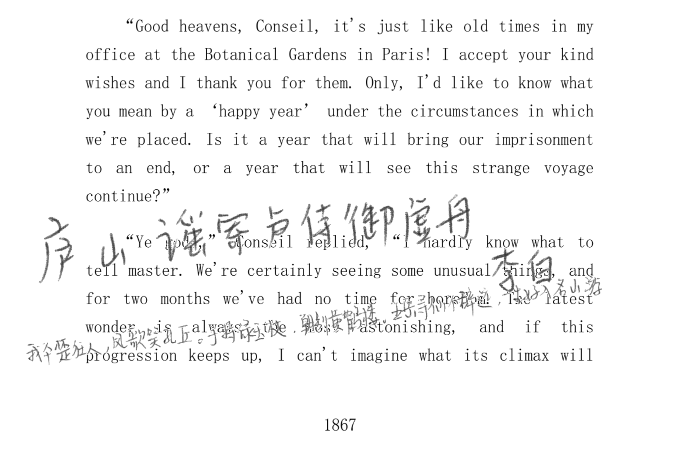 “Good heavens, Conseil, it's just like old times in my
office at the Botanical Gardens in Paris! I accept your kind
wishes and I thank you for them. Only, I'd like to know what
you mean by a ‘happy year’ under the circumstances in which
we're placed. Is it a year that will bring our imprisonment
to an end, or a year that will see this strange voyage
continue?”
庐山谣寄卢侍御虚舟
“Ye gods,” Conseil replied, “I hardly know what to
李白
tell master. We're certainly seeing some unusual things, and
for two months we've had no time for boredom. The latest
wonder is always the most astonishing, and if this
我本楚狂人,凤歌笑孔丘。手持绿玉杖,朝别黄鹤楼。五岳寻仙不辞远,一生好入名山游
progression keeps up, I can't imagine what its climax will
1867